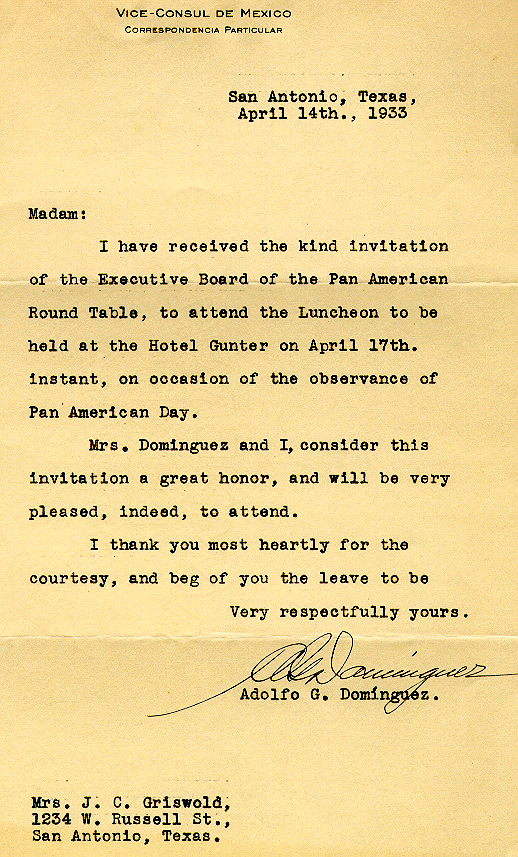 Vice-Consul de Mexico
Correspondencia Particular
San Antonio, Texas,
April 14th., 1933
Madam:
I have received the kind invitation
of the Executive Board of the Pan American
Round Table, to attend the Luncheon to be
held at the Hotel Gunter on April 17th.
instant, on occasion of the observance of
Pan American Day.
Mrs. Dominguez and I, consider this
invitation a great honor, and will be very
pleased, indeed, to attend.
I thank you most heartly for the
courtesy, and beg of you the leave to be
Very respectfully yours.
A G Dominguez
Adolfo G. Domínguez.
Mrs. J. C. Griswold,
1234 W. Russell St.,
San Antonio, Texas.